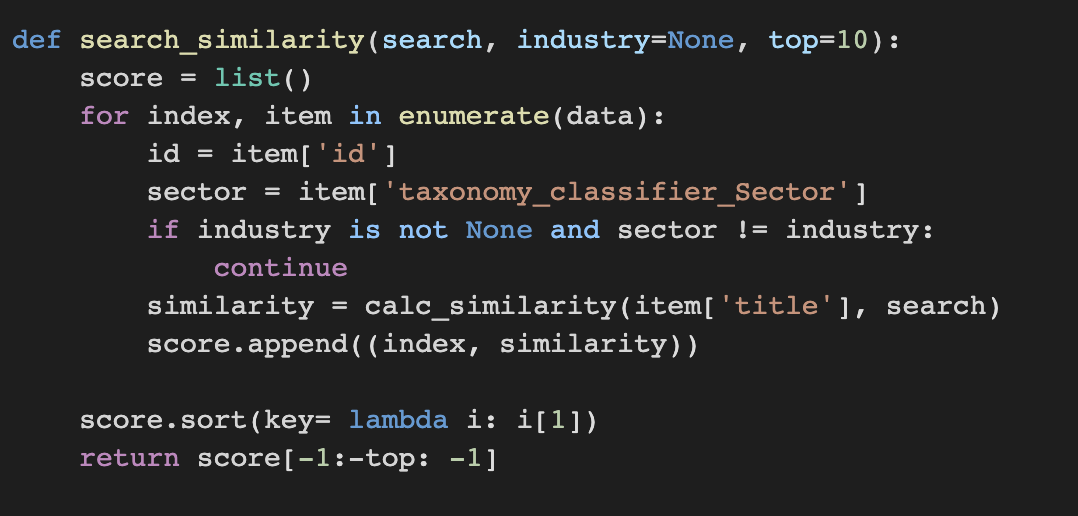 def search_similarity(search, industry=None, top=10):
    score = list()
    for index, item in enumerate(data):
        id = item['id']
        sector = item['taxonomy_classifier_Sector']
        if industry is not None and sector != industry:
            continue
        similarity = calc_similarity(item['title'], search)
        score.append((index, similarity))

    score.sort(key= lambda i: i[1])
    return score[-1:-top: -1]